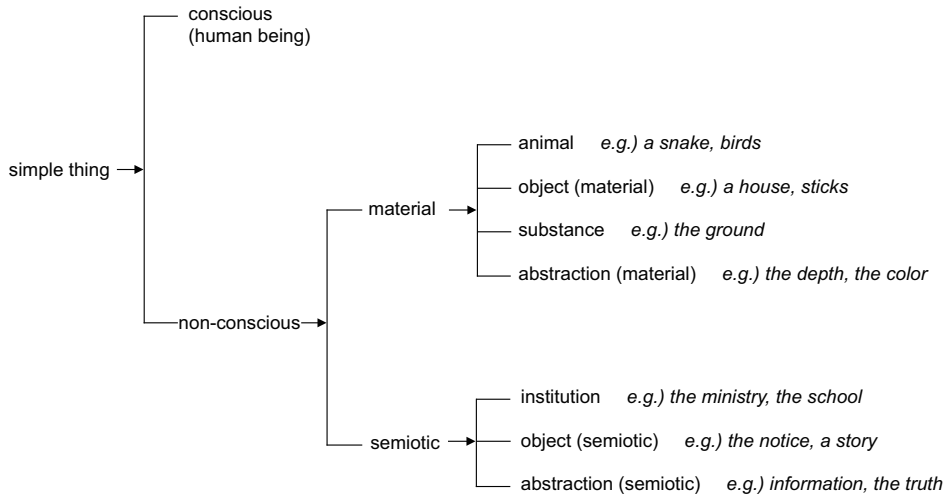 conscious
(human being)
simple thing
animal e.g.) a snake, birds
object (material) e.g.) a house, sticks
material
substance e.g.) the ground
abstraction (material) e.g.) the depth, the color
non-conscious
institution e.g.) the ministry, the school
semiotic
object (semiotic) e.g.) the notice, a story
abstraction (semiotic) e.g.) information, the truth